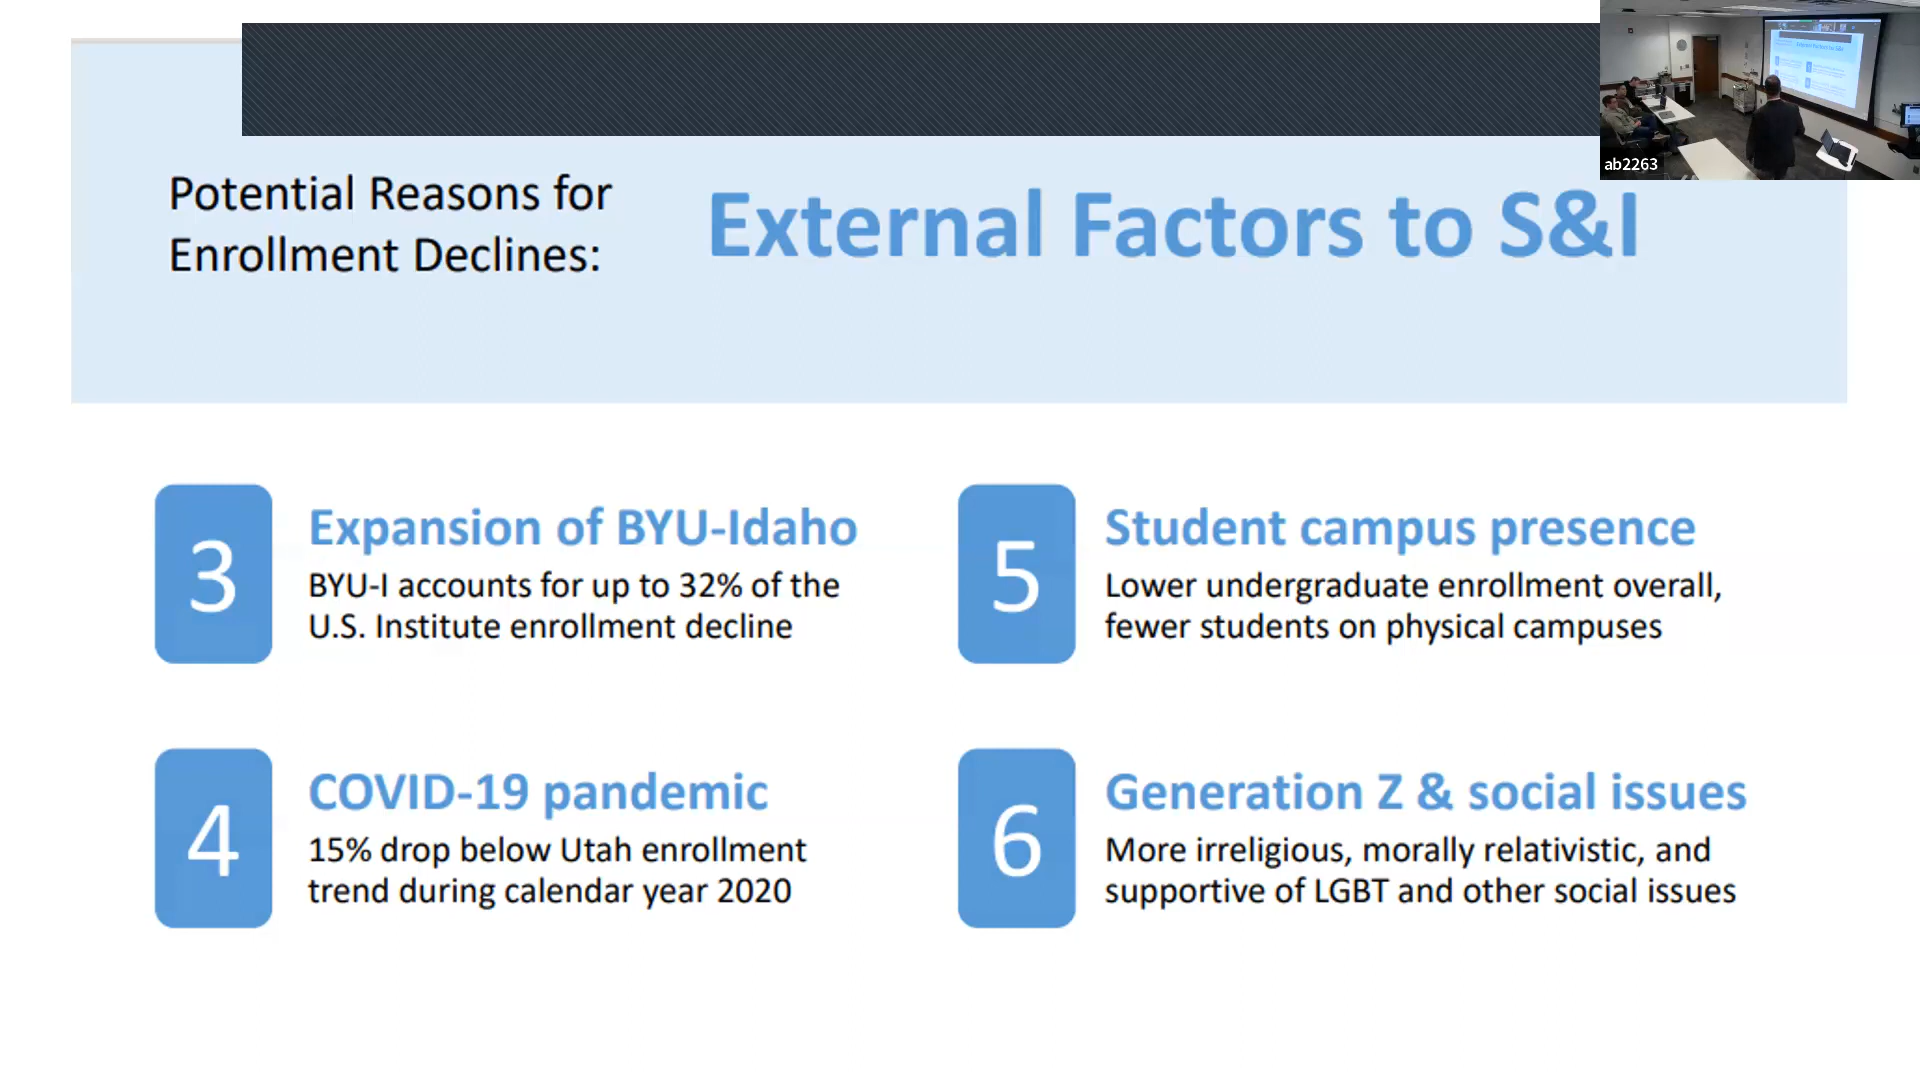 ab2263
Potential Reasons for
Enrollment Declines:
External Factors to S&I
3
Expansion of BYU-Idaho
BYU-I accounts for up to 32% of the
U.S. Institute enrollment decline
4
COVID-19 pandemic
15% drop below Utah enrollment
trend during calendar year 2020
5
Student campus presence
Lower undergraduate enrollment overall,
fewer students on physical campuses
6
Generation Z & social issues
More irreligious, morally relativistic, and
supportive of LGBT and other social issues